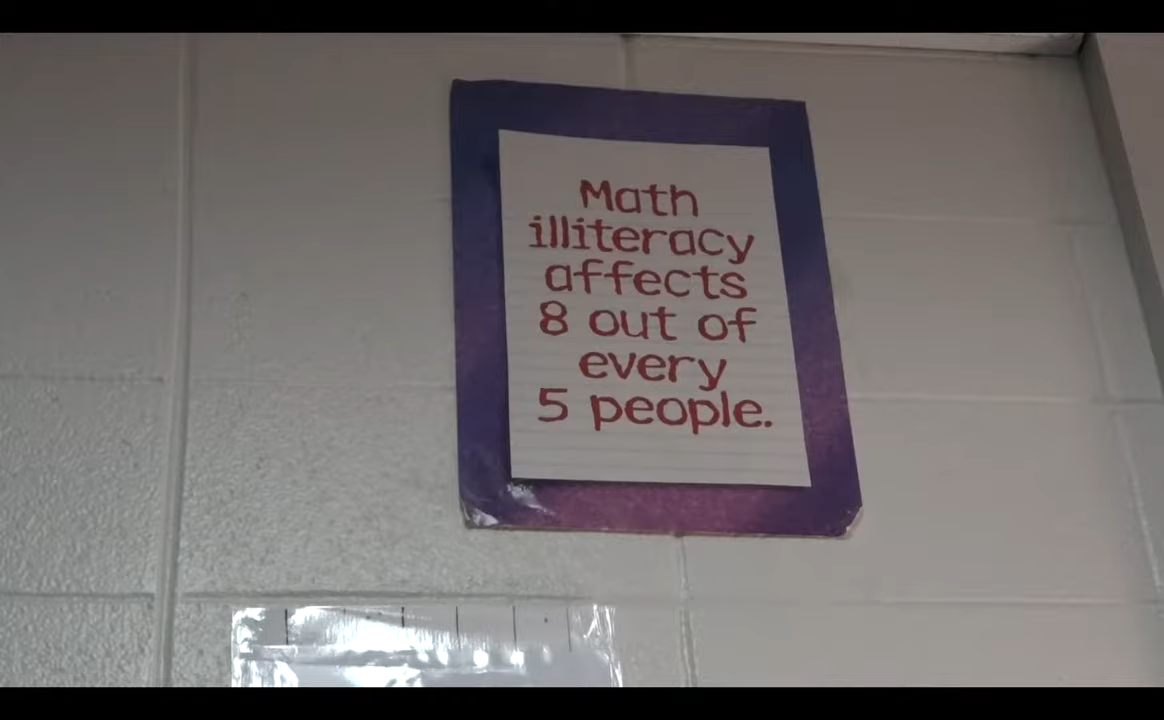 Math
illiteracy
affects
8 out of
every
5 people.